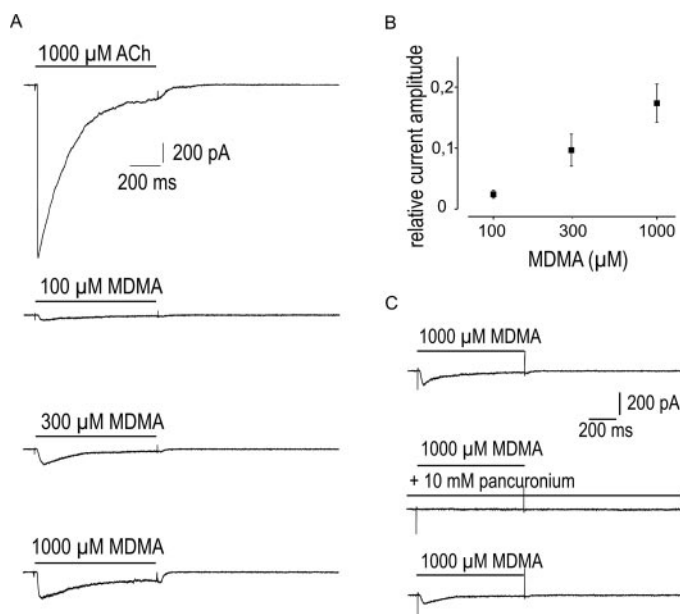 A
1000 µM ACh
200 pA
200 ms
100 µM MDMA
300 µM MDMA
1000 µM MDMA
B
relative current amplitude
0,2
0,1
0
100
300
1000
MDMA (µM)
C
1000 µM MDMA
200 pA
200 ms
1000 µM MDMA
+ 10 mM pancuronium
1000 µM MDMA